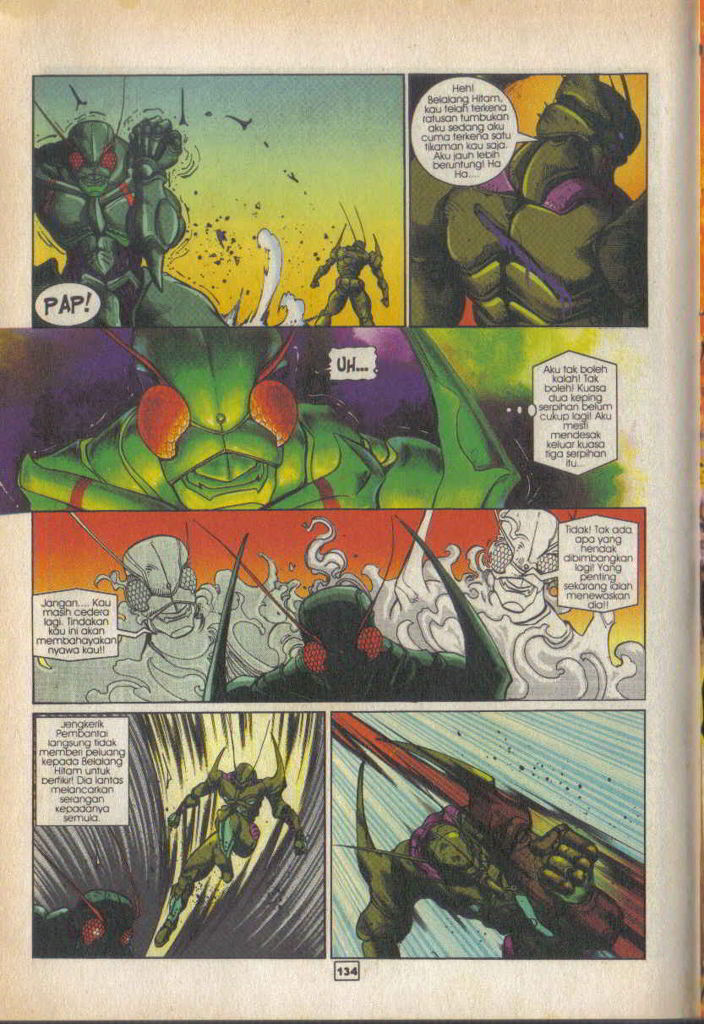 PAP!
Heh!
Belalang Hitam,
kau telah terkena
ratusan tumbukan
aku sedang aku
cuma terkena satu
tikaman kau saja.
Aku jauh lebih
beruntung! Ha
Ha....
UH...
Aku tak boleh
kalah! Tak
boleh! Kuasa
dua keping
serpihan belum
cukup lagi! Aku
mesti
mendesak
keluar kuasa
tiga serpihan
itu...
Jangan.... Kau
masih cedera
lagi. Tindakan
kau ini akan
membahayakan
nyawa kau!!
Tidak! Tak ada
apa yang
hendak
dibimbangkan
lagi! Yang
penting
sekarang ialah
menewaskan
dia!!
Jengkerik
Pembantai
langsung tidak
memberi peluang
kepada Belalang
Hitam untuk
berfikir! Dia lantas
melancarkan
serangan
kepadanya
semula.
134